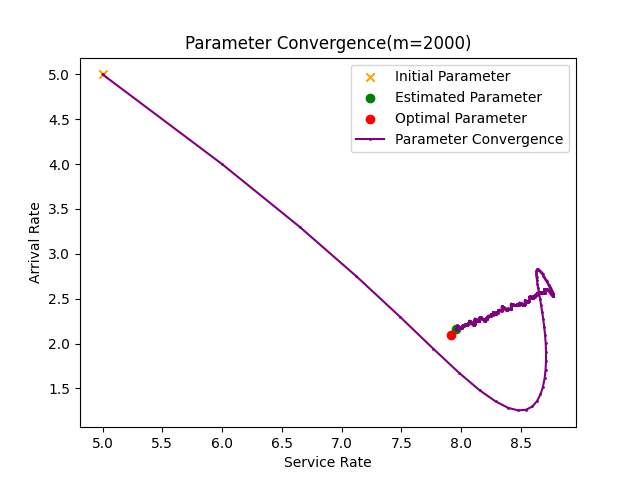 Parameter Convergence(m=2000)
Initial Parameter
Estimated Parameter
Optimal Parameter
Parameter Convergence
5.0
4.5
4.0
3.5
3.0
2.5
2.0
1.5
Arrival Rate
5.0 5.5 6.0 6.5 7.0 7.5 8.0 8.5
Service Rate